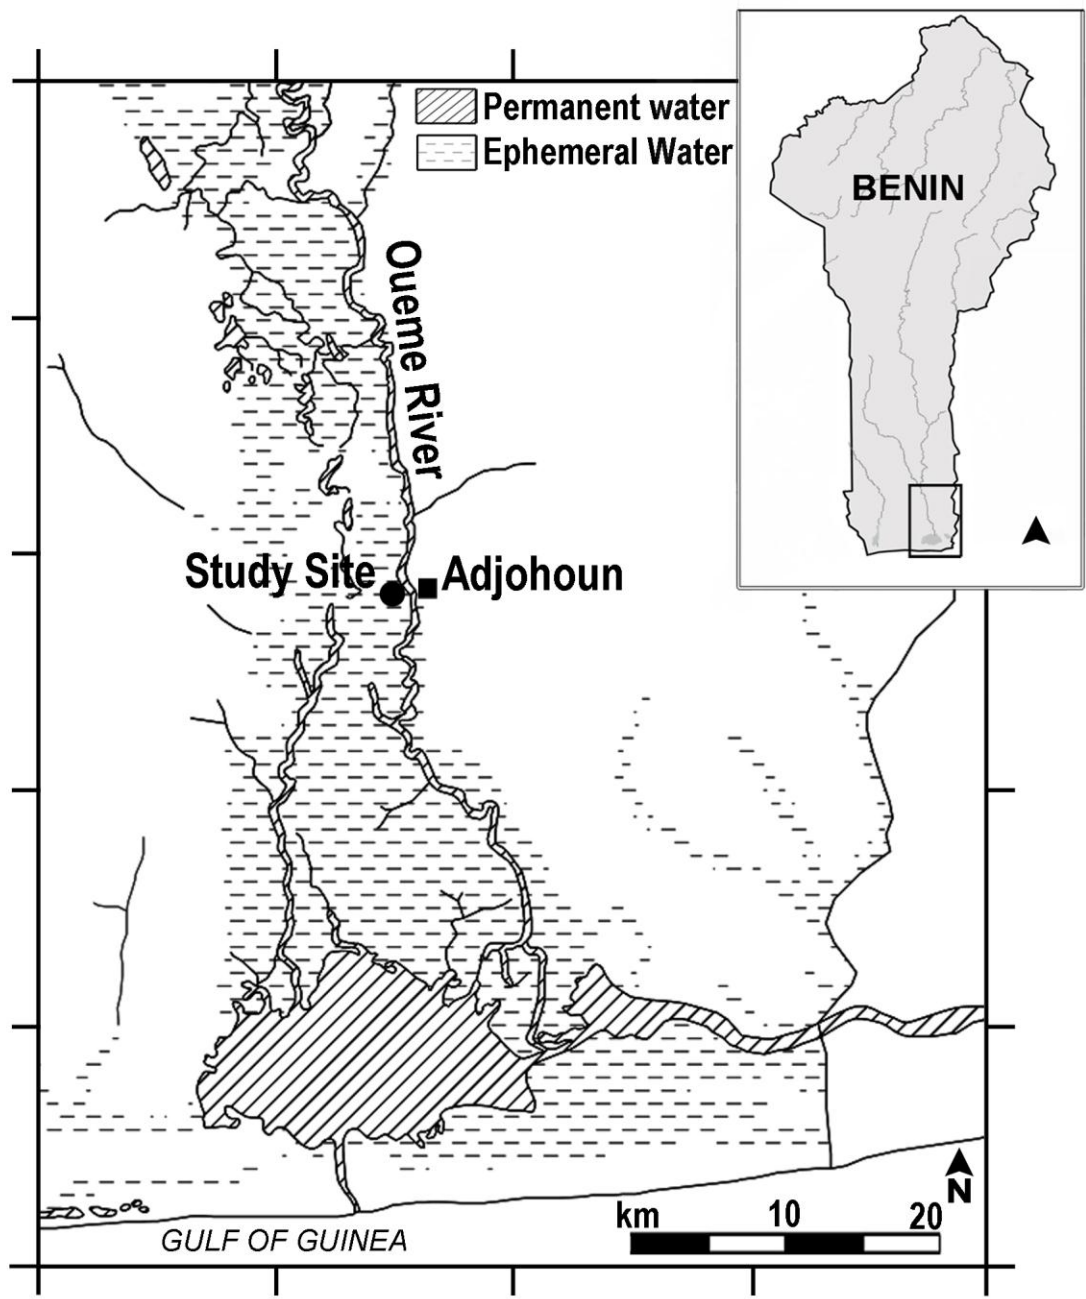 Permanent water
Ephemeral Water
BENIN
Oueme River
Study Site
Adjohoun
N
km 10 20
GULF OF GUINEA